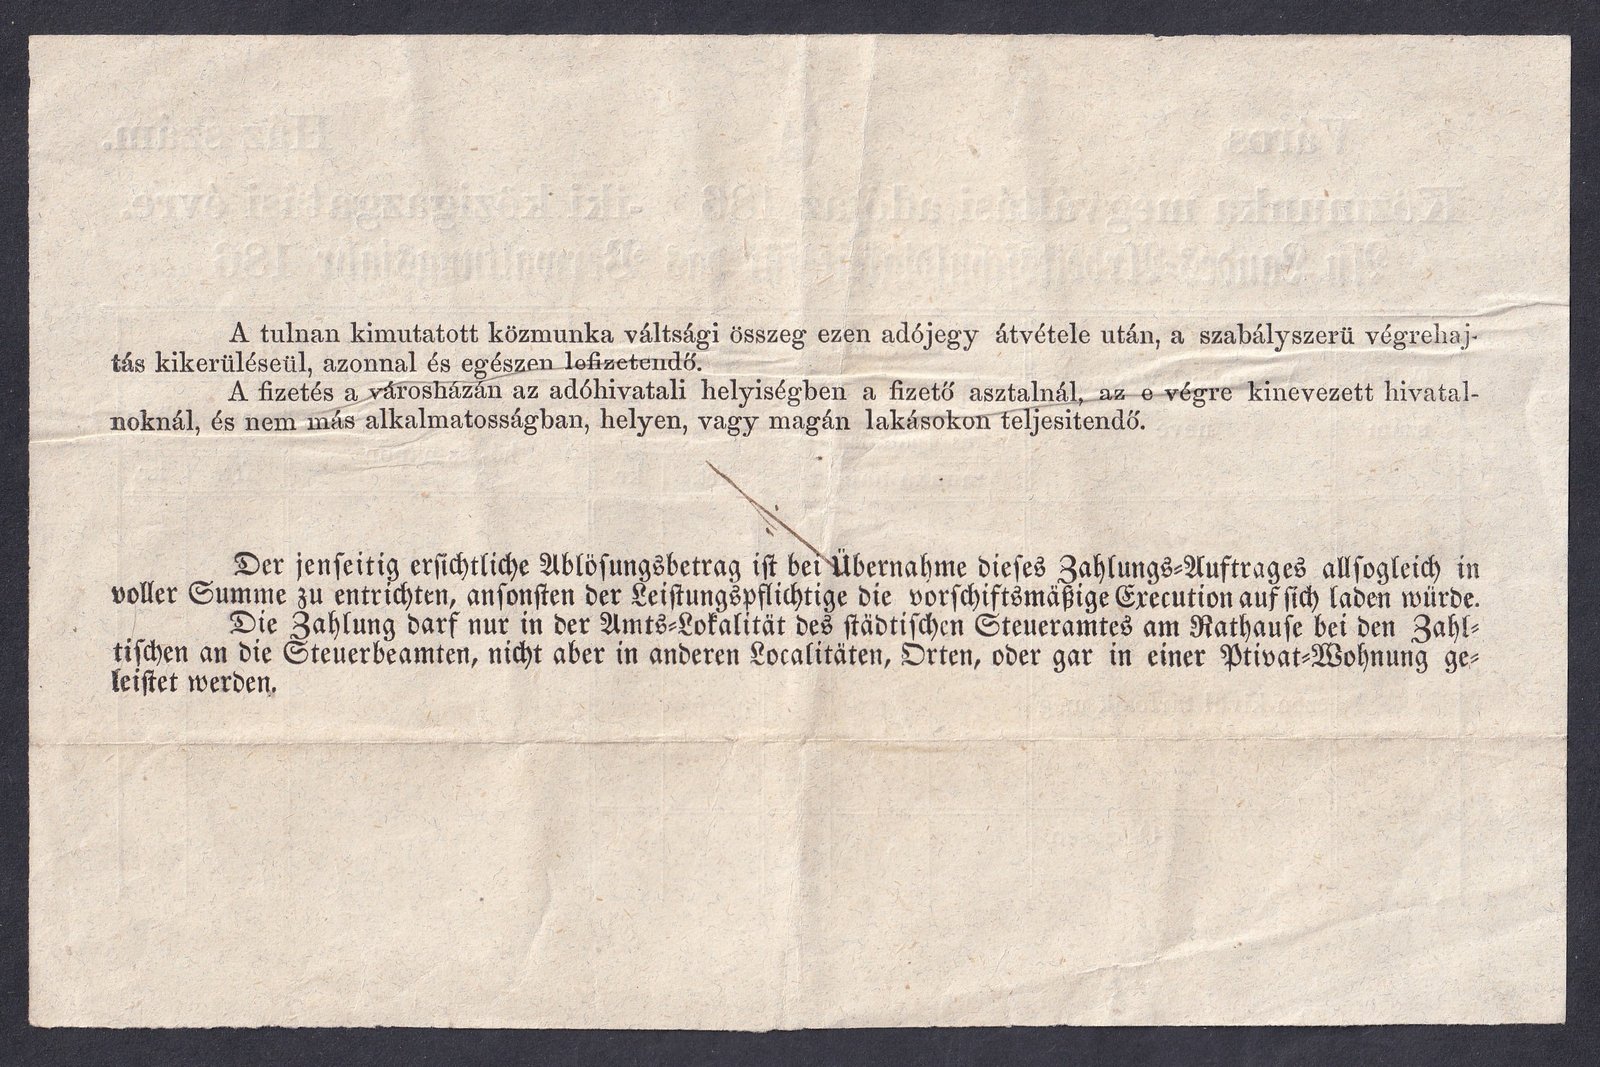 A tulnan kimutatott közmunka váltsági összeg ezen adójegy átvétele után, a szabályszerü végrehaj-
tás kikerüléseül, azonnal és egészen lefizetendő.
A fizetés a városházán az adóhivatali helyiségben a fizető asztalnál, az e végre kinevezett hivatal-
noknál, és nem más alkalmatosságban, helyen, vagy magán lakásokon teljesitendő.
Der jenseitig ersichtliche Ablösungsbetrag ist bei Übernahme dieses Zahlungs-Auftrages allsogleich in
voller Summe zu entrichten, ansonsten der Leistungspflichtige die vorschiftsmäßige Execution auf sich laden würde.
Die Zahlung darf nur in der Amts-Lokalität des städtischen Steueramtes am Rathause bei den Zahl-
tischen an die Steuerbeamten, nicht aber in anderen Localitäten, Orten, oder gar in einer Ptivat-Wohnung ge-
leistet werden.